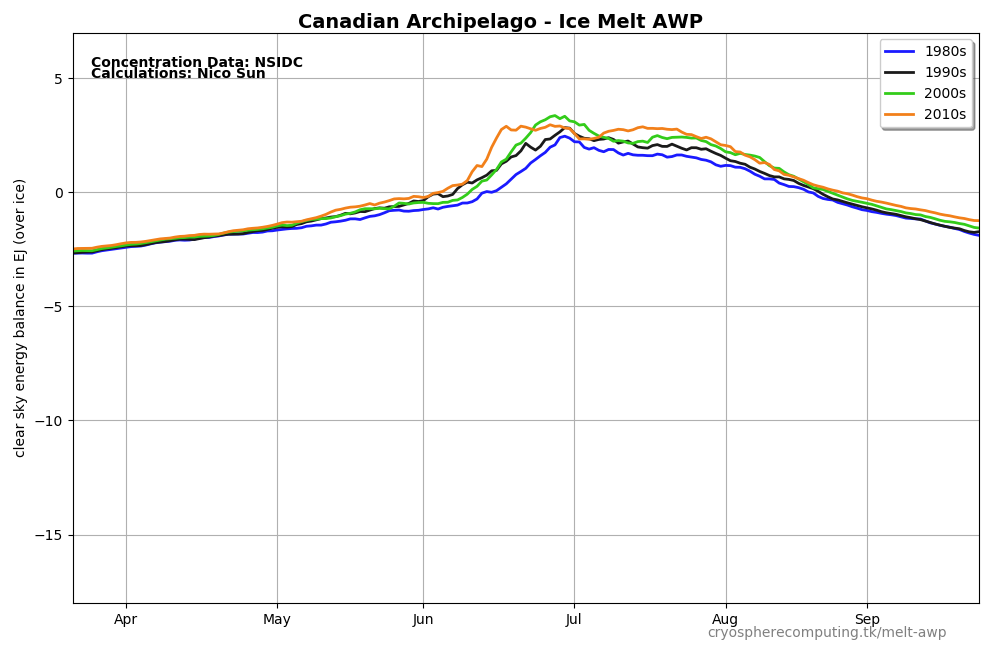 Canadian Archipelago - Ice Melt AWP
Concentration Data: NSIDC
Calculations: Nico Sun
1980s
1990s
2000s
2010s
clear sky energy balance in EJ (over ice)
5
0
−5
−10
−15
Apr May Jun Jul Aug Sep
cryospherecomputing.tk/melt-awp